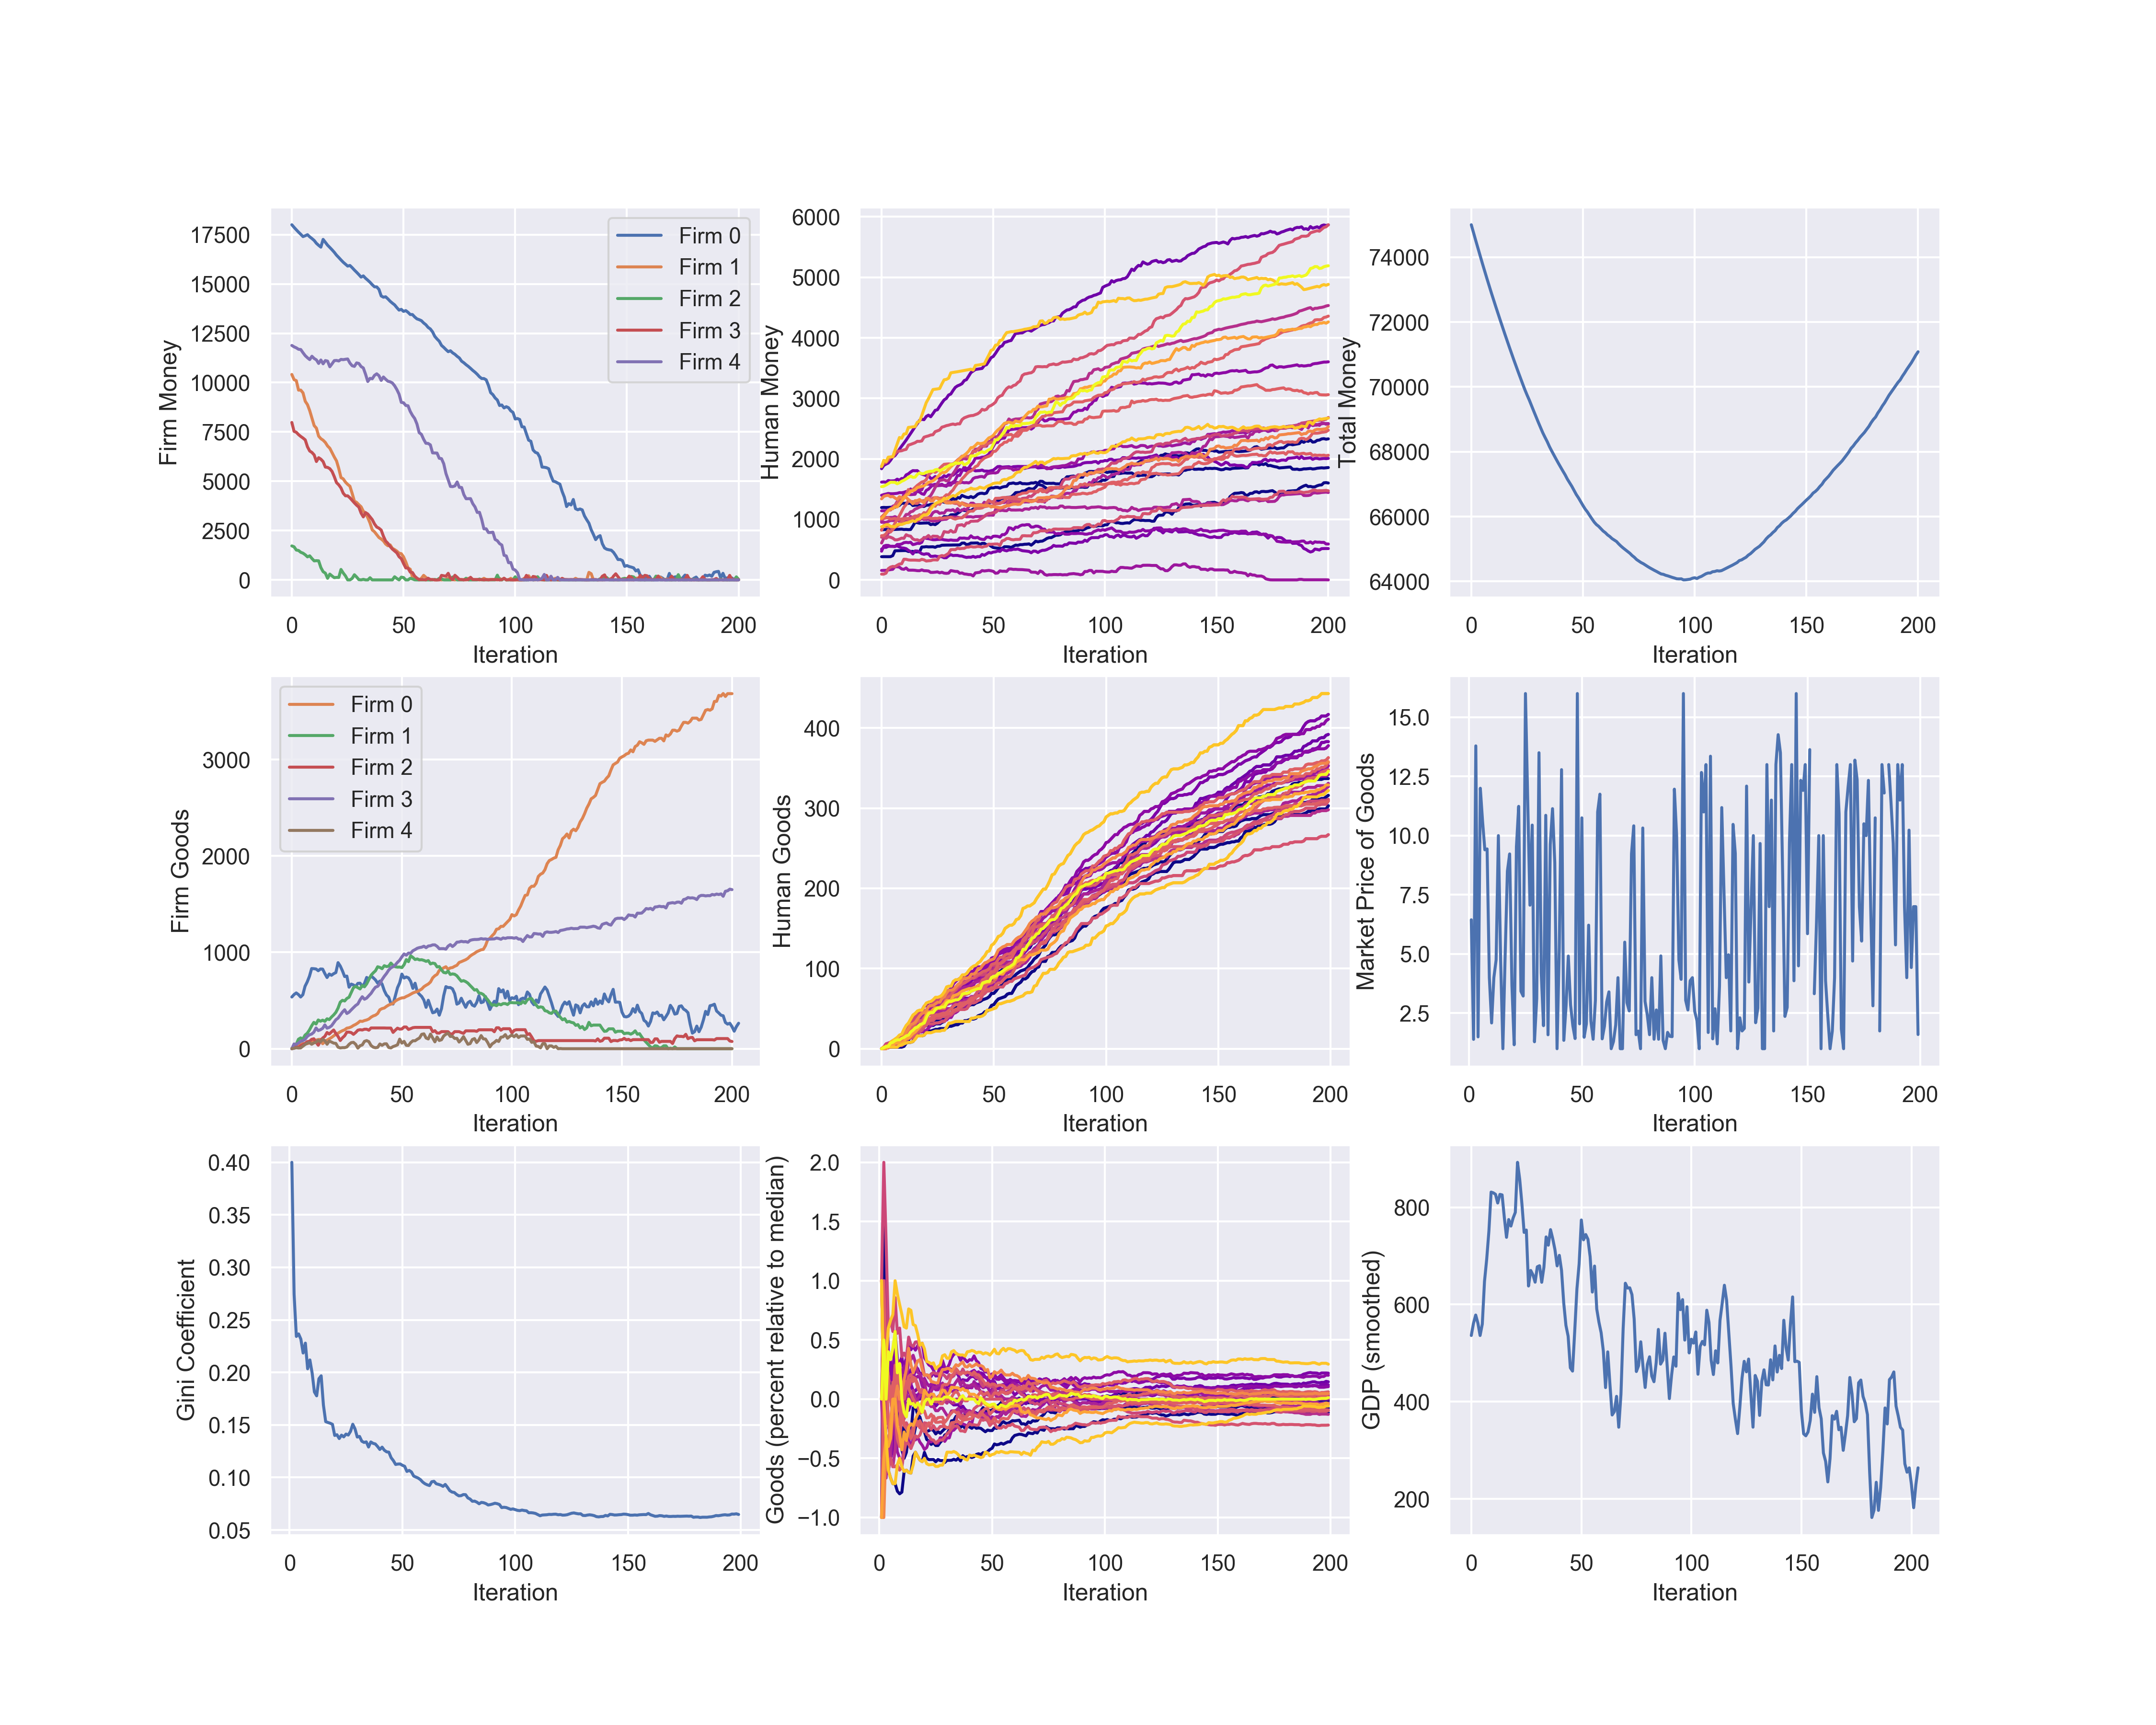 17500
15000
12500
10000
7500
5000
2500
0
Firm Money
Firm 0
Firm 1
Firm 2
Firm 3
Firm 4
0 50 100 150 200
Iteration
6000
5000
4000
3000
2000
1000
0
Human Money
0 50 100 150 200
Iteration
74000
72000
70000
68000
66000
64000
Total Money
0 50 100 150 200
Iteration
3000
2000
1000
0
Firm Goods
Firm 0
Firm 1
Firm 2
Firm 3
Firm 4
0 50 100 150 200
Iteration
400
300
200
100
0
Human Goods
0 50 100 150 200
Iteration
15.0
12.5
10.0
7.5
5.0
2.5
Market Price of Goods
0 50 100 150 200
Iteration
0.40
0.35
0.30
0.25
0.20
0.15
0.10
0.05
Gini Coefficient
0 50 100 150 200
Iteration
2.0
1.5
1.0
0.5
0.0
−0.5
−1.0
Goods (percent relative to median)
0 50 100 150 200
Iteration
800
600
400
200
GDP (smoothed)
0 50 100 150 200
Iteration